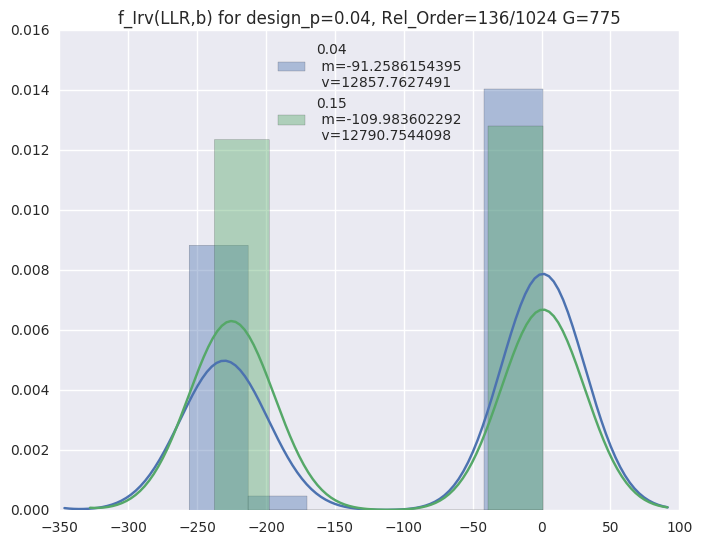 f_Irv(LLR,b) for design_p=0.04, Rel_Order=136/1024 G=775
0.016
0.014
0.012
0.010
0.008
0.006
0.004
0.002
0.000
0.04
m=-91.2586154395
v=12857.7627491
0.15
m=-109.983602292
v=12790.7544098
−350 −300 −250 −200 −150 −100 −50 0 50 100